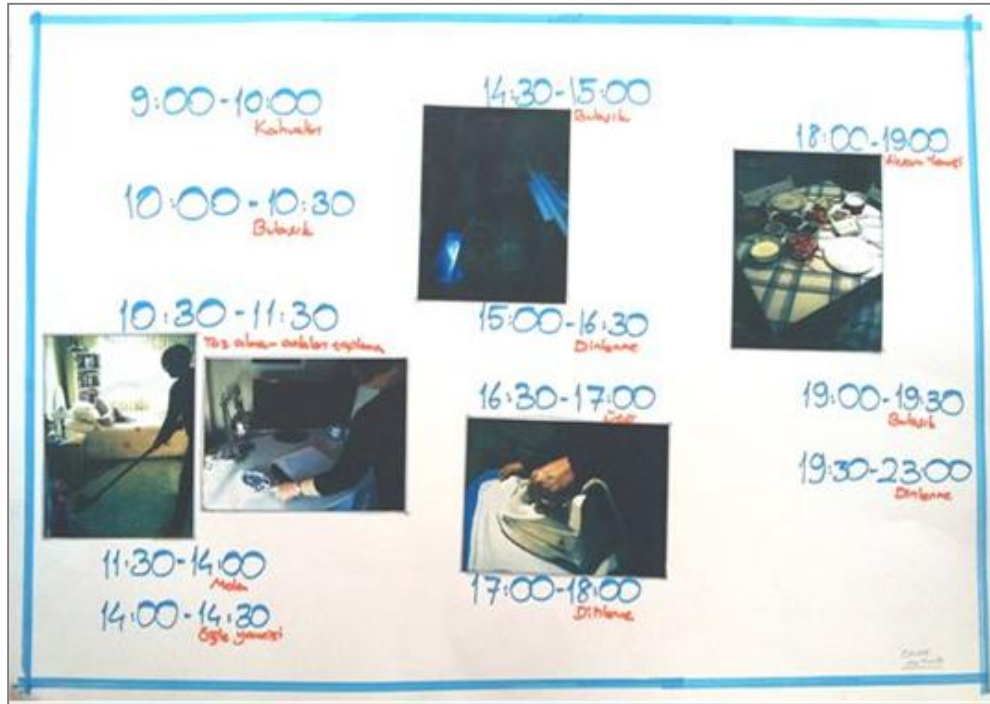 9:00-10:00
10:00-10:30
Bulaşık
10:30-11:30
Toz alma- odaları toplama
11:30-14:00
Mola
14:00-14:30
Öğle yemeği
14:30-15:00
Bulaşık
15:00-16:30
Dinlenme
16:30-17:00
Ütü
17:00-18:00
Dinlenme
18:00-19:00
Akşam Yemeği
19:00-19:30
Bulaşık
19:30-23:00
Dinlenme